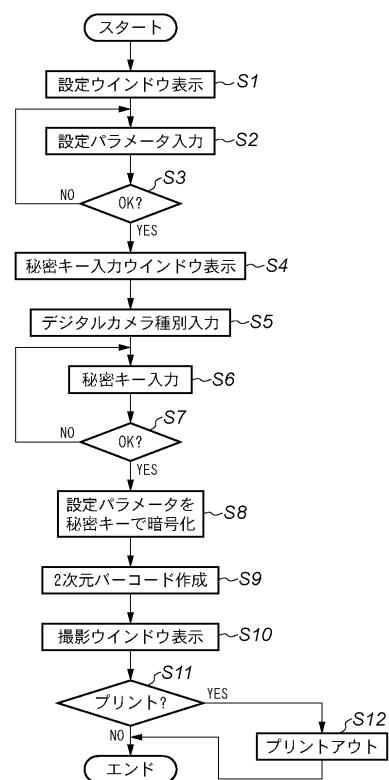 スタート
設定ウインドウ表示 S1
設定パラメータ入力 S2
S3
NO OK?
YES
秘密キー入力ウインドウ表示 S4
デジタルカメラ種別入力 S5
秘密キー入力 S6
S7
NO OK?
YES
設定パラメータを
秘密キーで暗号化 S8
2次元バーコード作成 S9
撮影ウインドウ表示 S10
S11
プリント? YES
S12
NO プリントアウト
エンド